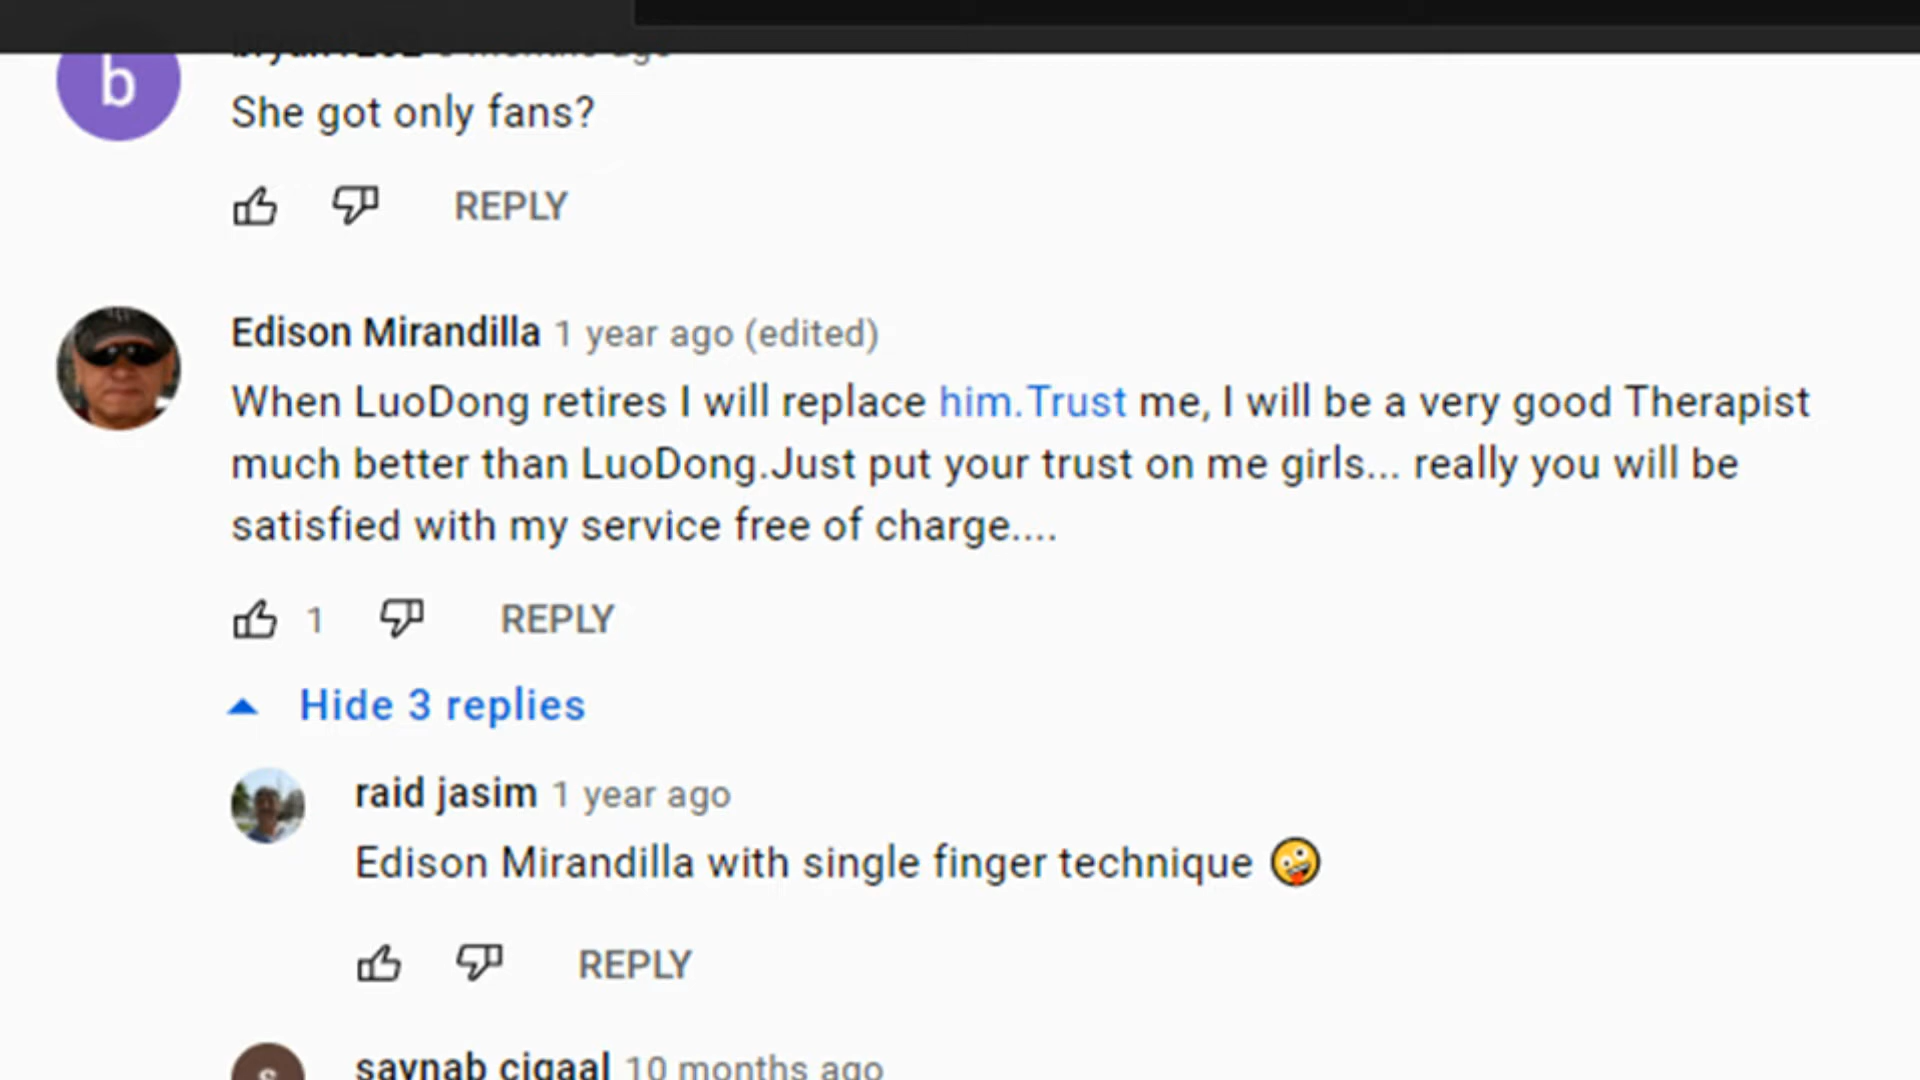 b
She got only fans?
REPLY
Edison Mirandilla 1 year ago (edited)
When LuoDong retires I will replace him.Trust me, I will be a very good Therapist
much better than LuoDong.Just put your trust on me girls... really you will be
satisfied with my service free of charge....
1 REPLY
Hide 3 replies
raid jasim 1 year ago
Edison Mirandilla with single finger technique 🤪
REPLY
s
saynab cigaal 10 months ago